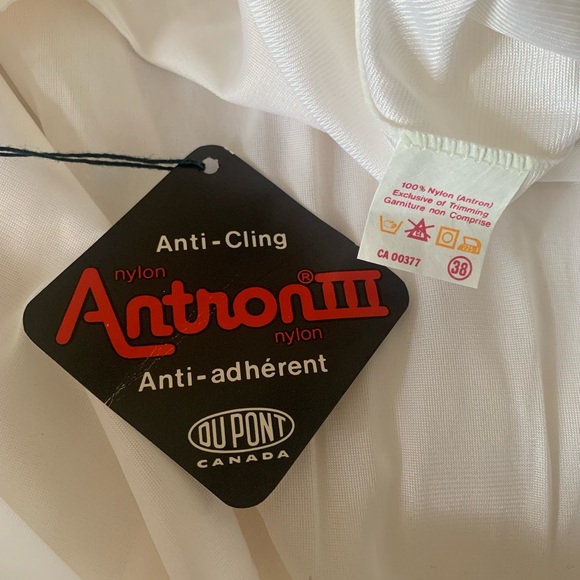 Anti-Cling
nylon
Antron® III
nylon
Anti-adhérent
DU PONT
CANADA
100% Nylon (Antron)
Exclusive of Trimming
Garniture non Comprise
CA 00377
38